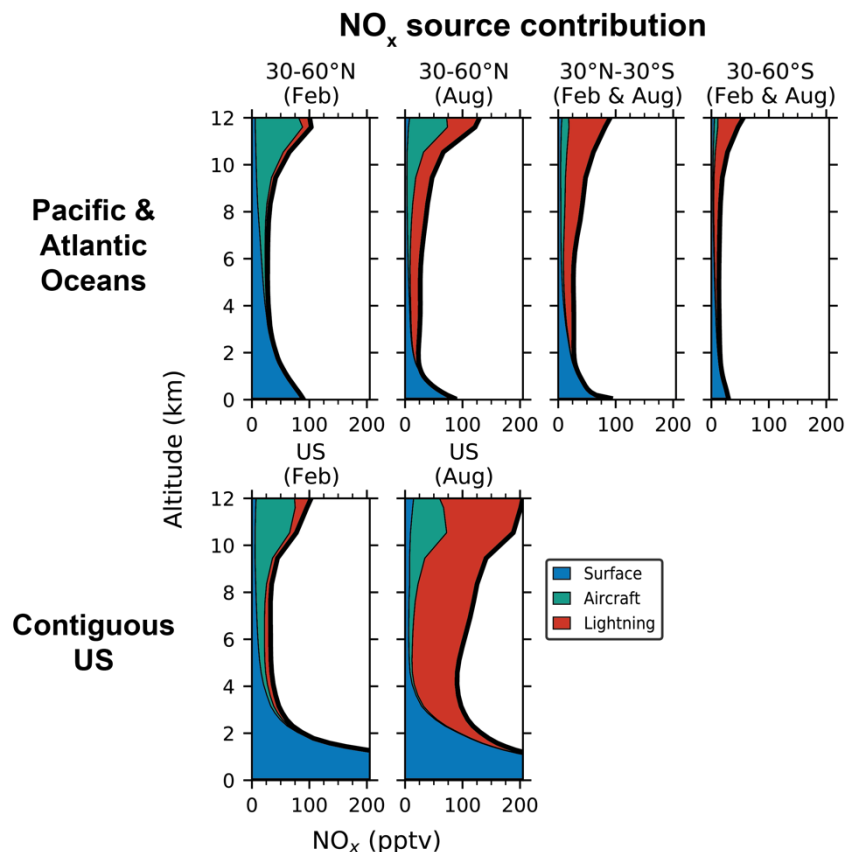 NOx source contribution
30-60°N
(Feb)
30-60°N
(Aug)
30°N-30°S
(Feb & Aug)
30-60°S
(Feb & Aug)
Pacific &
Atlantic
Oceans
12
10
8
6
4
2
0
0 100 200
0 100 200
0 100 200
0 100 200
Altitude (km)
US
(Feb)
US
(Aug)
Contiguous
US
12
10
8
6
4
2
0
0 100 200
0 100 200
NOx (pptv)
Surface
Aircraft
Lightning